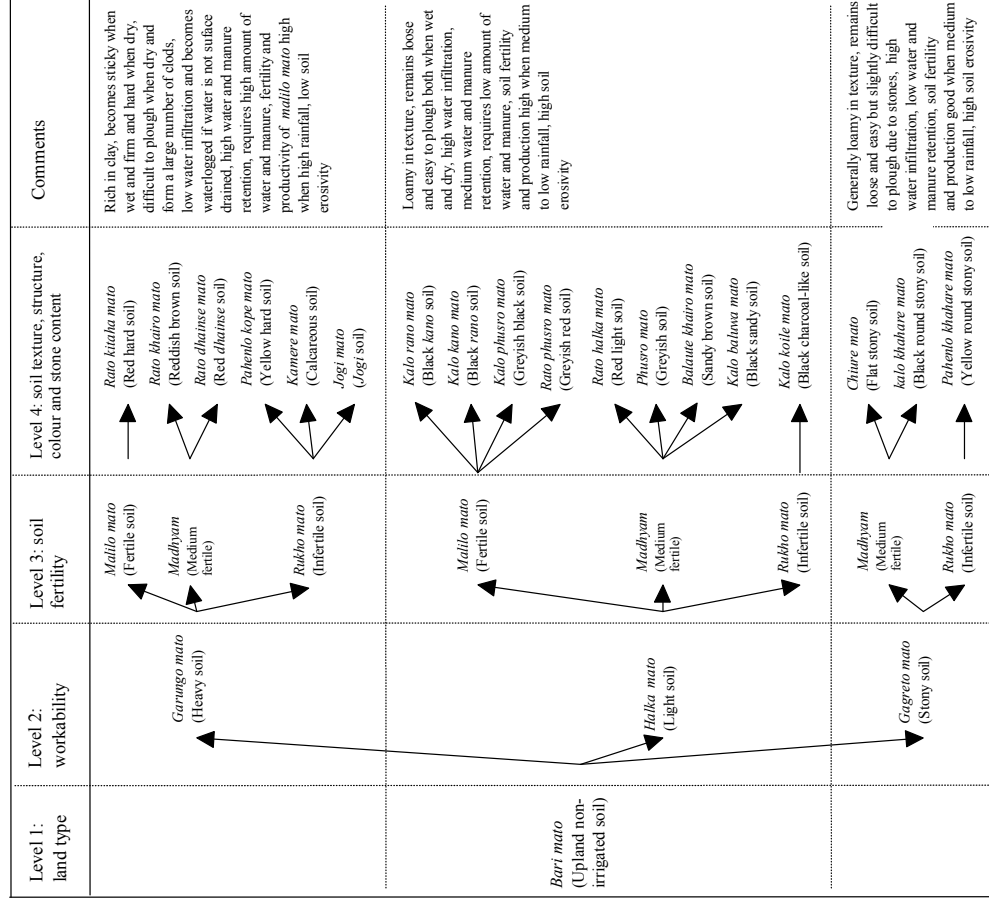 Level 1:
land type
Level 2:
workability
Level 3: soil
fertility
Level 4: soil texture, structure,
colour and stone content
Comments
Bari mato
(Upland non-
irrigated soil)
Garungo mato
(Heavy soil)
Malilo mato
(Fertile soil)
Madhyam
(Medium
fertile)
Rukho mato
(Infertile soil)
Rato kitaha mato
(Red hard soil)
Rato khairo mato
(Reddish brown soil)
Rato dhainse mato
(Red dhainse soil)
Pahenlo kope mato
(Yellow hard soil)
Kamere mato
(Calcareous soil)
Jogi mato
(Jogi soil)
Rich in clay, becomes sticky when
wet and firm and hard when dry,
difficult to plough when dry and
form a large number of clods,
low water infiltration and becomes
waterlogged if water is not suface
drained, high water and manure
retention, requires high amount of
water and manure, fertility and
productivity of malilo mato high
when high rainfall, low soil
erosivity
Halka mato
(Light soil)
Malilo mato
(Fertile soil)
Madhyam
(Medium
fertile)
Rukho mato
(Infertile soil)
Kalo rano mato
(Black kano soil)
Kalo kano mato
(Black rano soil)
Kalo phusro mato
(Greyish black soil)
Rato phusro mato
(Greyish red soil)
Rato halka mato
(Red light soil)
Phusro mato
(Greyish soil)
Balaute khairo mato
(Sandy brown soil)
Kalo baluwa mato
(Black sandy soil)
Kalo koile mato
(Black charcoal-like soil)
Loamy in texture, remains loose
and easy to plough both when wet
and dry, high water infiltration,
medium water and manure
retention, requires low amount of
water and manure, soil fertility
and production high when medium
to low rainfall, high soil
erosivity
Gagreto mato
(Stony soil)
Madhyam
(Medium
fertile)
Rukho mato
(Infertile soil)
Chiure mato
(Flat stony soil)
kalo khahare mato
(Black round stony soil)
Pahenlo khahare mato
(Yellow round stony soil)
Generally loamy in texture, remains
loose and easy but slightly difficult
to plough due to stones, high
water infiltration, low water and
manure retention, soil fertility
and production good when medium
to low rainfall, high soil erosivity